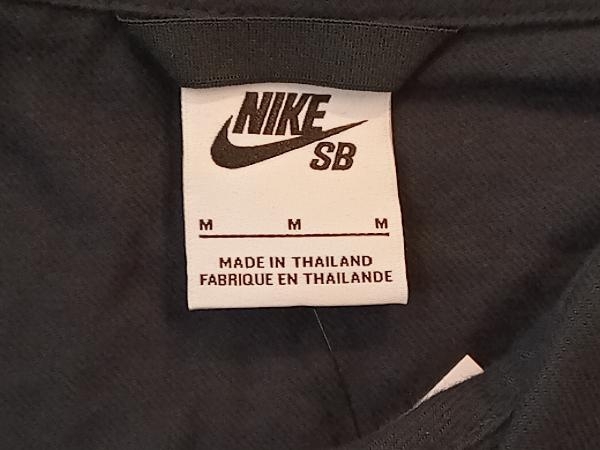 NIKE
SB
M M M
MADE IN THAILAND
FABRIQUE EN THAILANDE